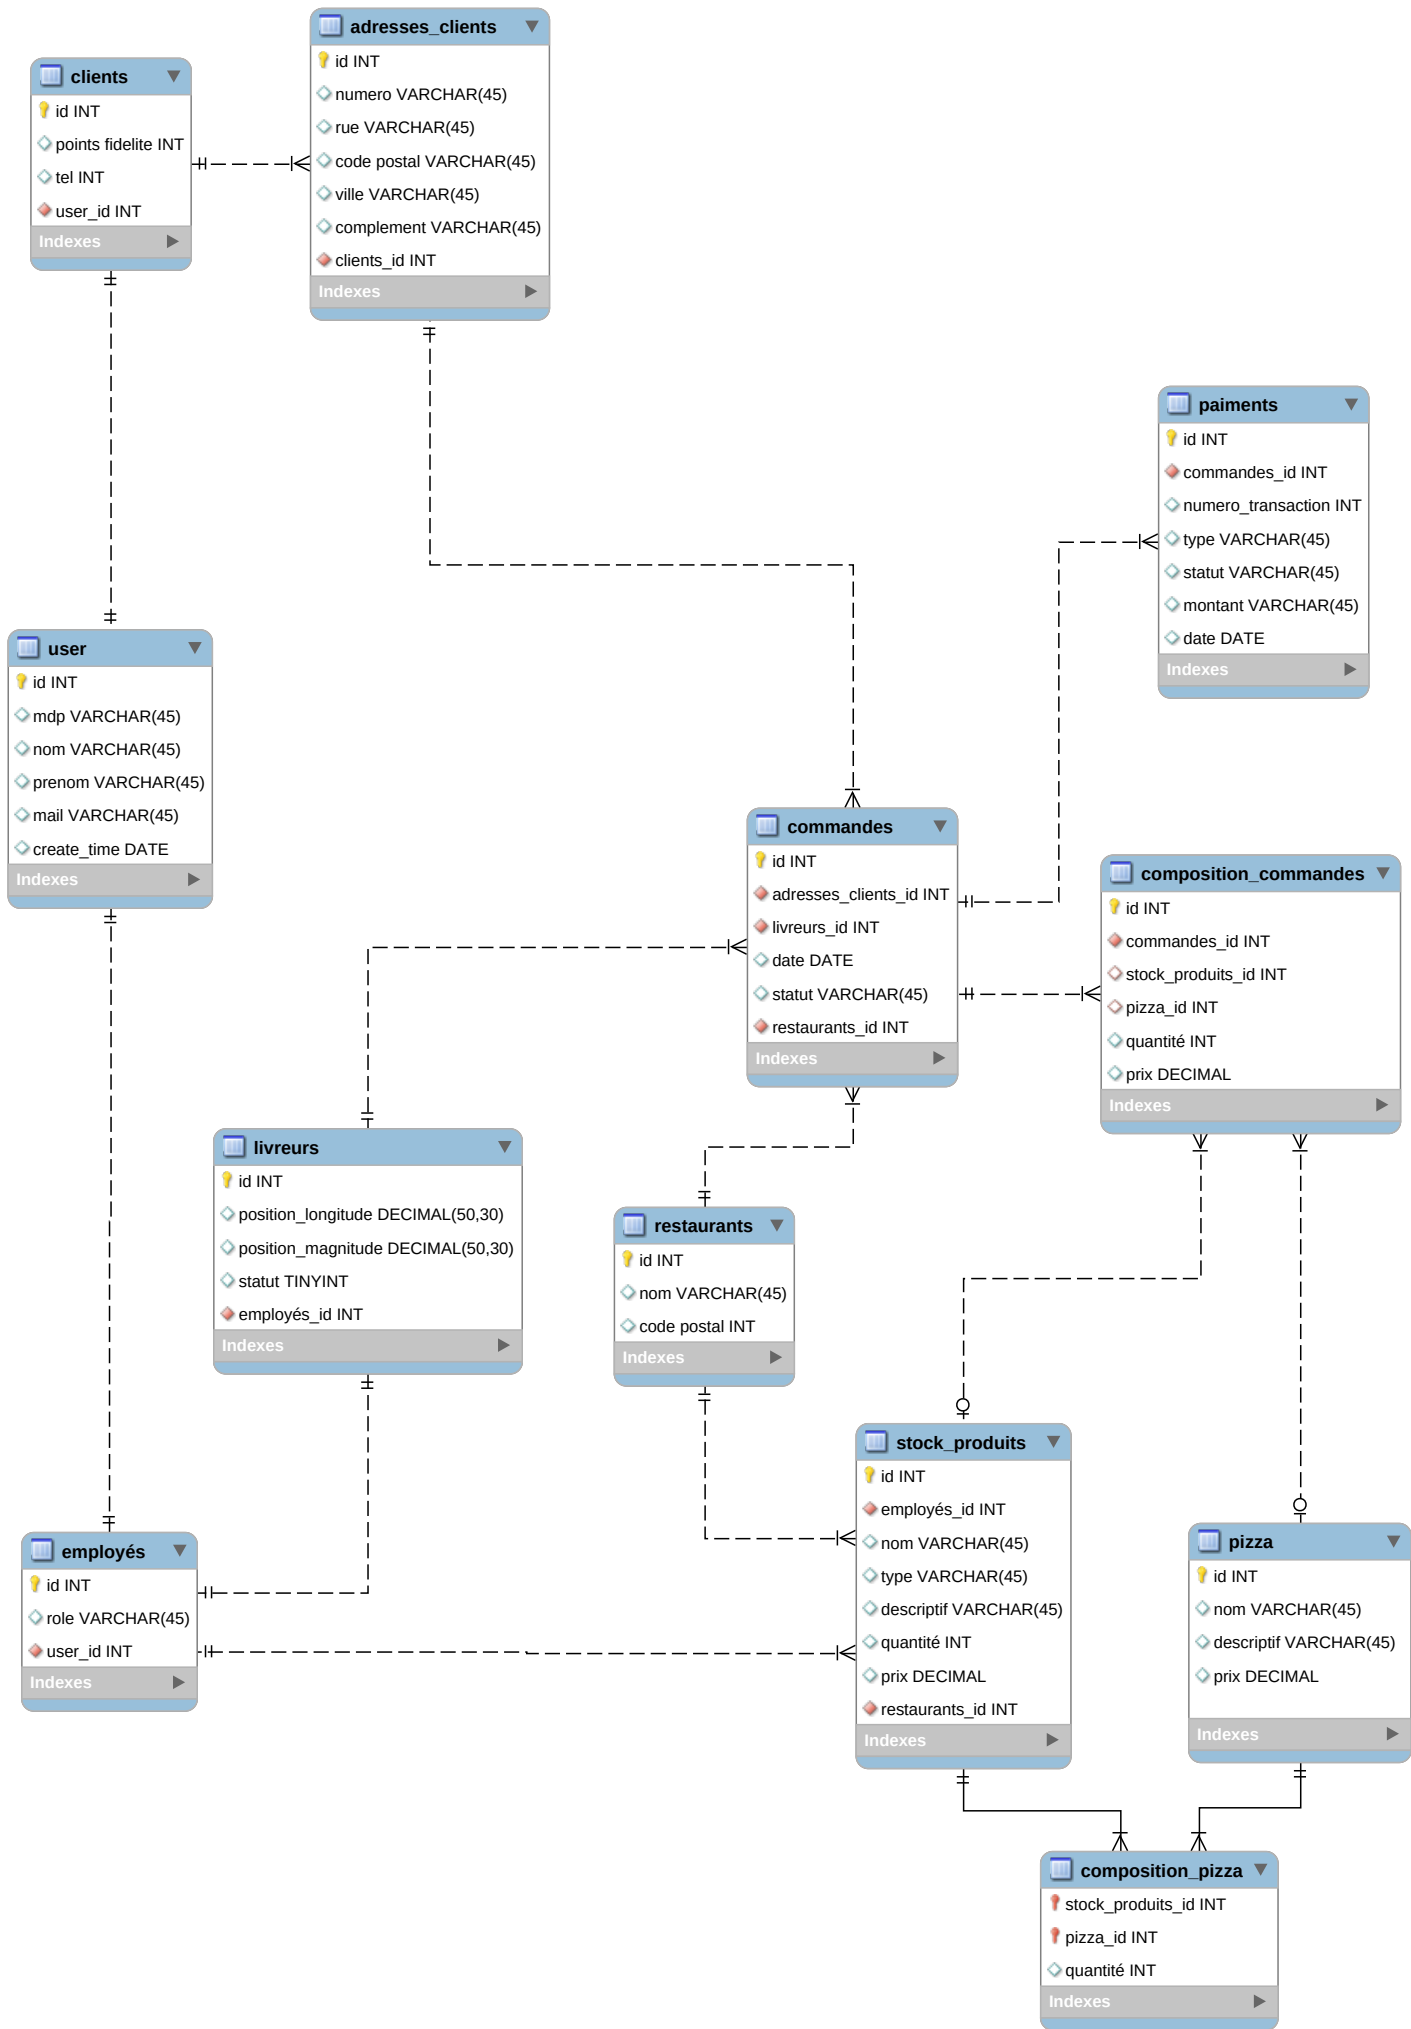 adresses_clients
id INT
numero VARCHAR(45)
rue VARCHAR(45)
code postal VARCHAR(45)
ville VARCHAR(45)
complement VARCHAR(45)
clients_id INT
Indexes
clients
id INT
points fidelite INT
tel INT
user_id INT
Indexes
paiments
id INT
commandes_id INT
numero_transaction INT
type VARCHAR(45)
statut VARCHAR(45)
montant VARCHAR(45)
date DATE
Indexes
user
id INT
mdp VARCHAR(45)
nom VARCHAR(45)
prenom VARCHAR(45)
mail VARCHAR(45)
create_time DATE
Indexes
commandes
id INT
adresses_clients_id INT
livreurs_id INT
date DATE
statut VARCHAR(45)
restaurants_id INT
Indexes
composition_commandes
id INT
commandes_id INT
stock_produits_id INT
pizza_id INT
quantité INT
prix DECIMAL
Indexes
livreurs
id INT
position_longitude DECIMAL(50,30)
position_magnitude DECIMAL(50,30)
statut TINYINT
employés_id INT
Indexes
restaurants
id INT
nom VARCHAR(45)
code postal INT
Indexes
stock_produits
id INT
employés_id INT
nom VARCHAR(45)
type VARCHAR(45)
descriptif VARCHAR(45)
quantité INT
prix DECIMAL
restaurants_id INT
Indexes
pizza
id INT
nom VARCHAR(45)
descriptif VARCHAR(45)
prix DECIMAL
Indexes
employés
id INT
role VARCHAR(45)
user_id INT
Indexes
composition_pizza
stock_produits_id INT
pizza_id INT
quantité INT
Indexes